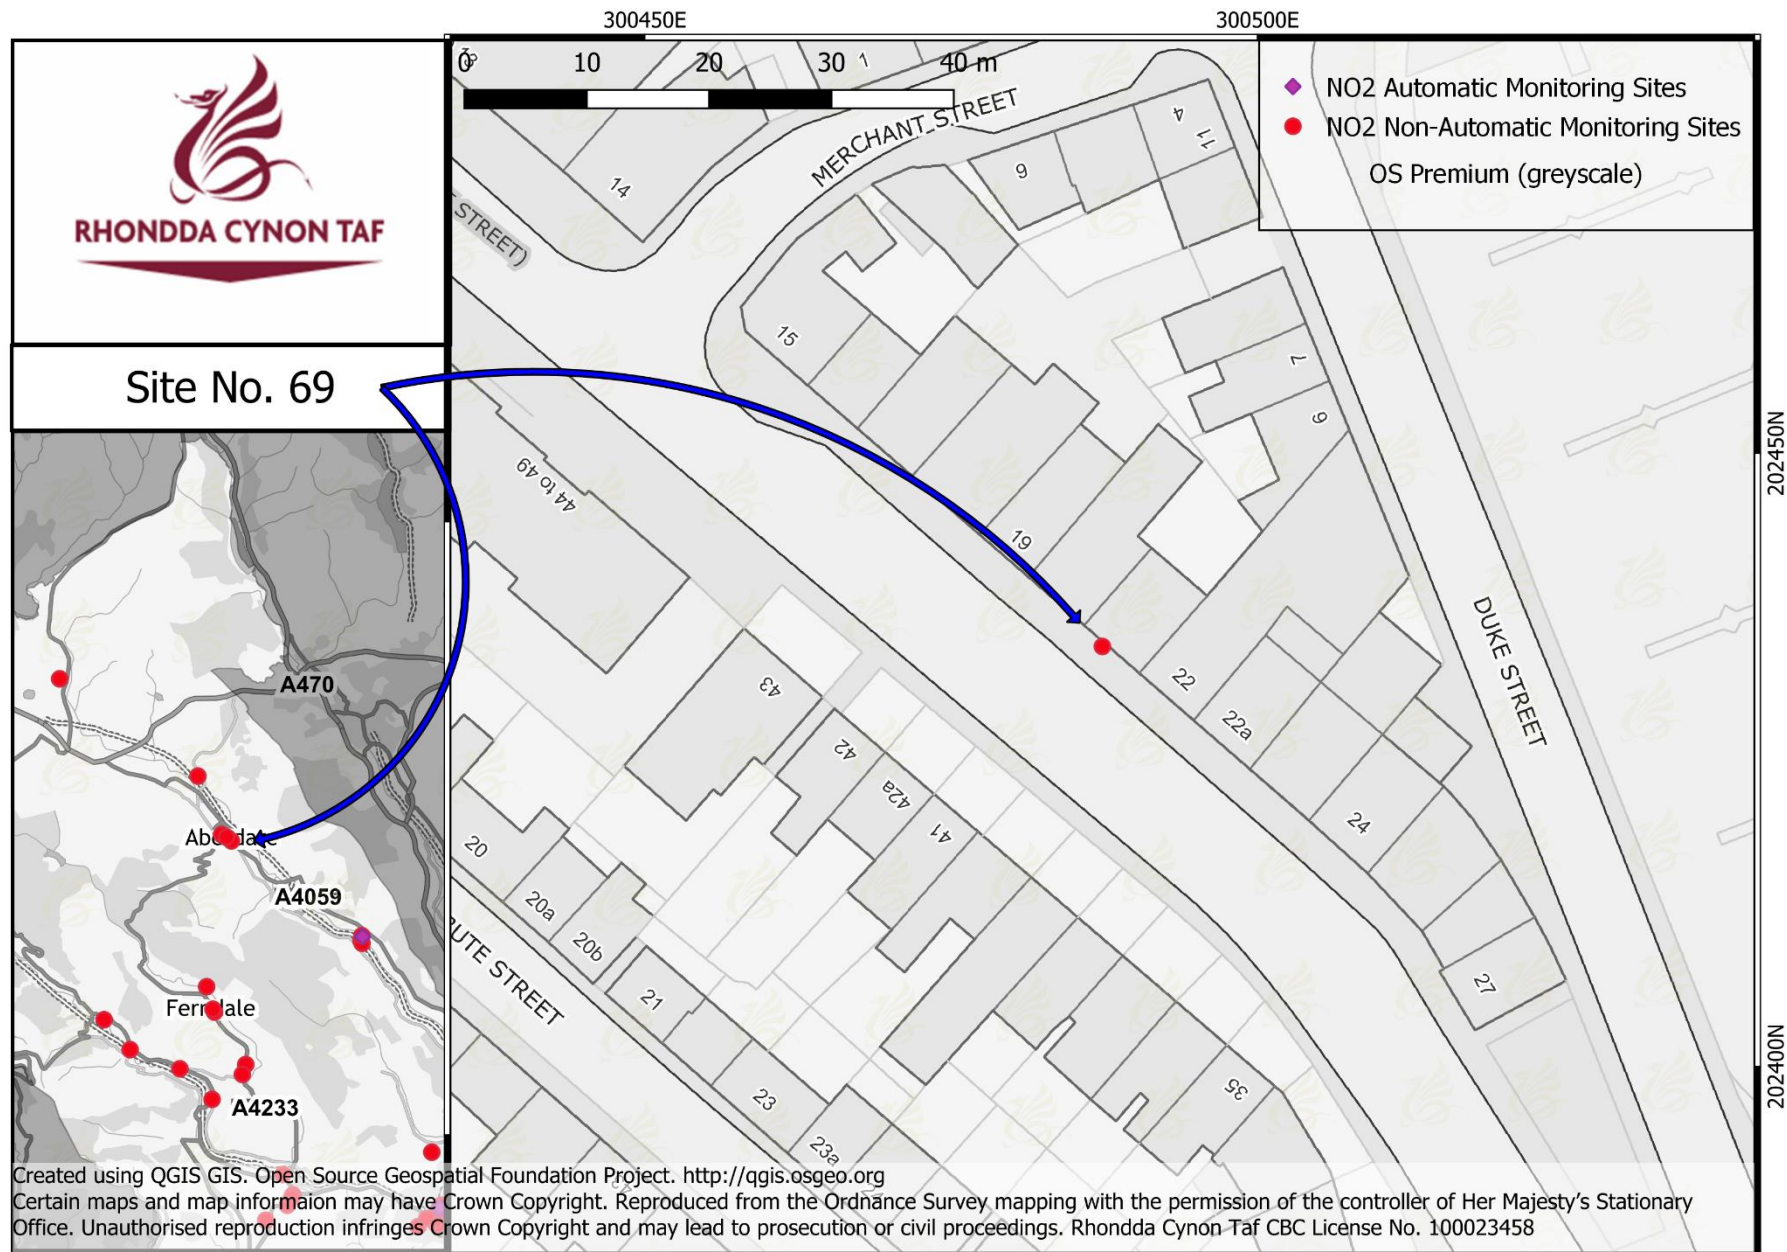 300450E
300500E
0 10 20 30 40 m
RHONDDA CYNON TAF
Site No. 69
NO2 Automatic Monitoring Sites
NO2 Non-Automatic Monitoring Sites
OS Premium (greyscale)
MERCHANT STREET
STREET)
DUKE STREET
BUTE STREET
202450N
202400N
1
14
15
9
4
11
7
6
19
44 to 49
22
22a
24
27
43
42
42a
41
35
20
20a
20b
21
23
23a
24
A470
Aberdare
A4059
Ferndale
A4233
Created using QGIS GIS. Open Source Geospatial Foundation Project. http://qgis.osgeo.org
Certain maps and map informaion may have Crown Copyright. Reproduced from the Ordnance Survey mapping with the permission of the controller of Her Majesty's Stationary
Office. Unauthorised reproduction infringes Crown Copyright and may lead to prosecution or civil proceedings. Rhondda Cynon Taf CBC License No. 100023458